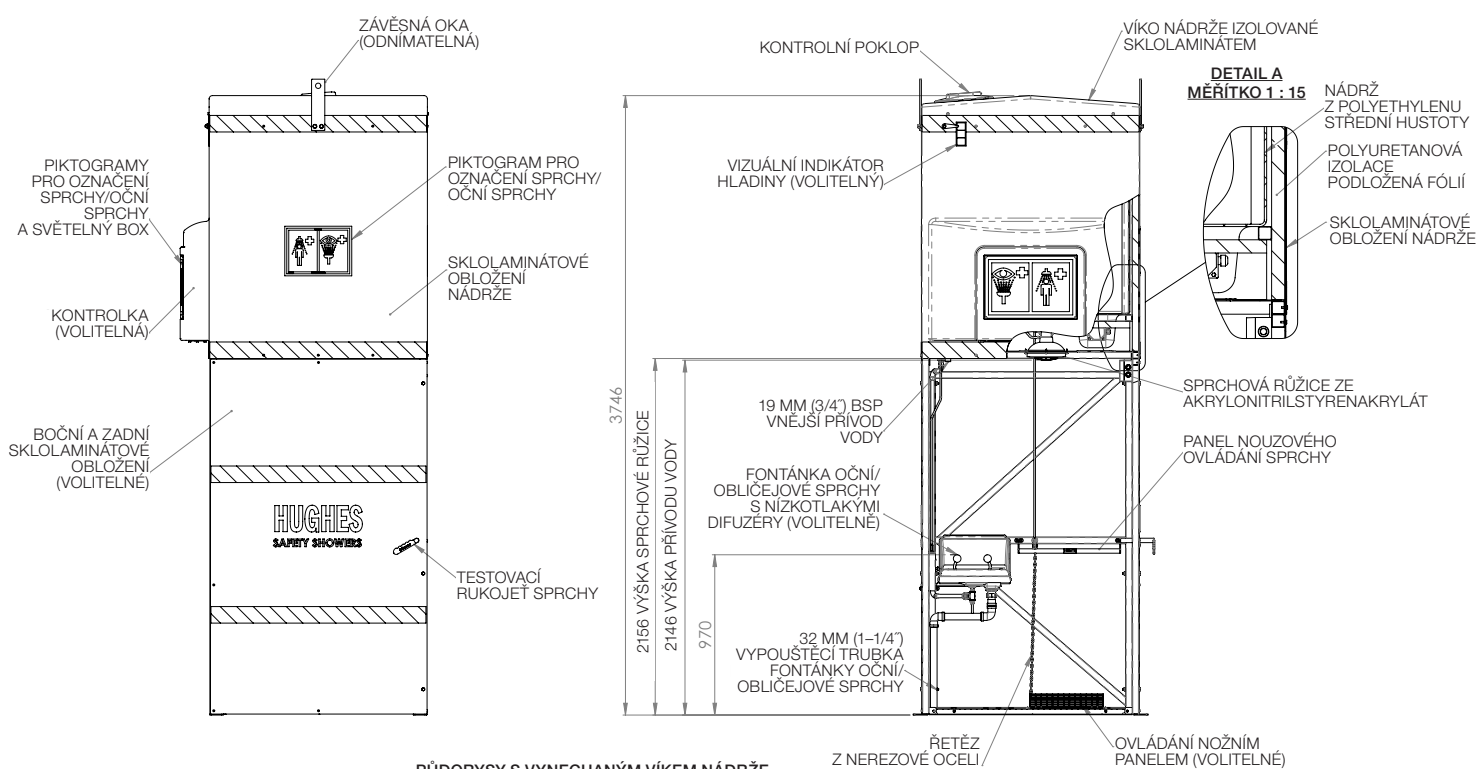 ZÁVĚSNÁ OKA
(ODNÍMATELNÁ)
PIKTOGRAMY
PRO OZNAČENÍ
SPRCHY/OČNÍ
SPRCHY
A SVĚTELNÝ BOX
PIKTOGRAM PRO
OZNAČENÍ SPRCHY/
OČNÍ SPRCHY
KONTROLKA
(VOLITELNÁ)
SKLOLAMINÁTOVÉ
OBLOŽENÍ
NÁDRŽE
BOČNÍ A ZADNÍ
SKLOLAMINÁTOVÉ
OBLOŽENÍ
(VOLITELNÉ)
HUGHES
SAFETY SHOWERS
TESTOVACÍ
RUKOJEŤ SPRCHY
KONTROLNÍ POKLOP
VÍKO NÁDRŽE IZOLOVANÉ
SKLOLAMINÁTEM
DETAIL A
MĚŘÍTKO 1 : 15
NÁDRŽ
Z POLYETHYLENU
STŘEDNÍ HUSTOTY
POLYURETANOVÁ
IZOLACE
PODLOŽENÁ FÓLIÍ
SKLOLAMINÁTOVÉ
OBLOŽENÍ NÁDRŽE
VIZUÁLNÍ INDIKÁTOR
HLADINY (VOLITELNÝ)
3746
2156 VÝŠKA SPRCHOVÉ RŮŽICE
2146 VÝŠKA PŘÍVODU VODY
970
19 MM (3/4˝) BSP
VNĚJŠÍ PŘÍVOD
VODY
SPRCHOVÁ RŮŽICE ZE
AKRYLONITRILSTYRENAKRYLÁT
PANEL NOUZOVÉHO
OVLÁDÁNÍ SPRCHY
FONTÁNKA OČNÍ/
OBLIČEJOVÉ SPRCHY
S NÍZKOTLAKÝMI
DIFUZÉRY (VOLITELNĚ)
32 MM (1–1/4˝)
VYPOUŠTĚCÍ TRUBKA
FONTÁNKY OČNÍ/
OBLIČEJOVÉ SPRCHY
ŘETĚZ
Z NEREZOVÉ OCELI
OVLÁDÁNÍ NOŽNÍM
PANELEM (VOLITELNÉ)
PŮDORYSY S VYNECHANÝM VÍKEM NÁDRŽE